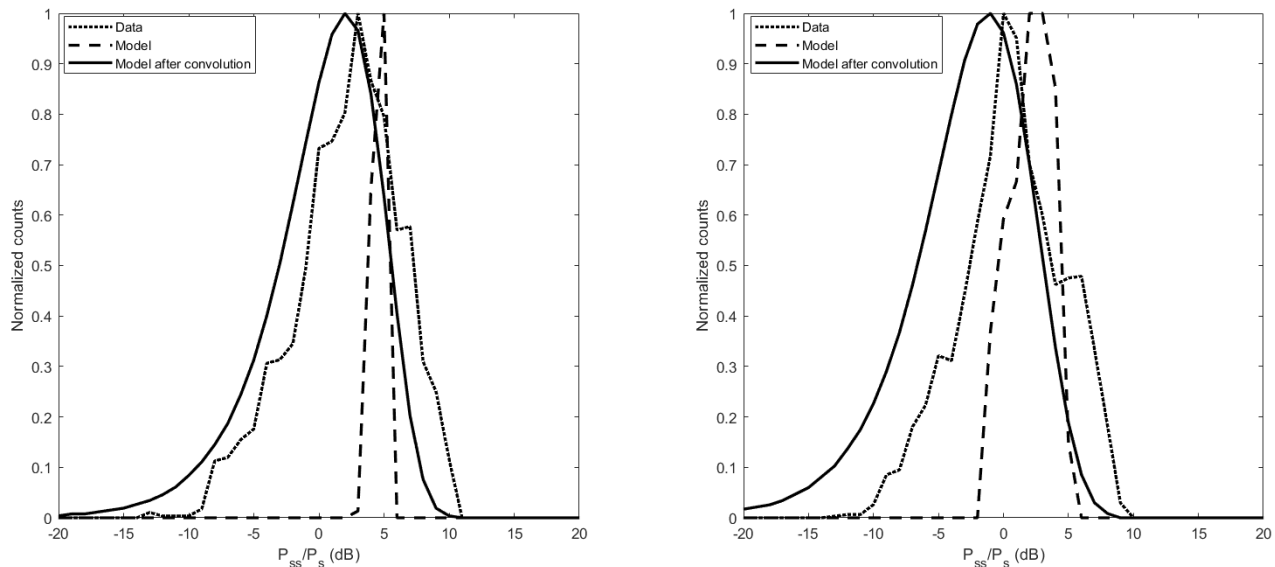 Data
Model
Model after convolution
1
0.9
0.8
0.7
0.6
0.5
0.4
0.3
0.2
0.1
0
Normalized counts
-20 -15 -10 -5 0 5 10 15 20
P_ss/P_s (dB)
Data
Model
Model after convolution
1
0.9
0.8
0.7
0.6
0.5
0.4
0.3
0.2
0.1
0
Normalized counts
-20 -15 -10 -5 0 5 10 15 20
P_ss/P_s (dB)